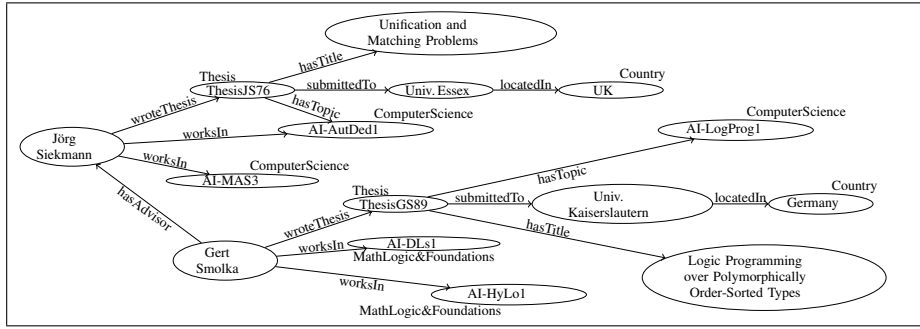 Unification and
Matching Problems
hasTitle
Thesis
ThesisJS76
submittedTo
Univ. Essex
locatedIn
Country
UK
wroteThesis
hasTopic
ComputerScience
AI-AutDed1
ComputerScience
AI-LogProg1
Jörg
Siekmann
worksIn
worksIn
ComputerScience
AI-MAS3
hasTopic
Thesis
ThesisGS89
submittedTo
Univ.
Kaiserslautern
locatedIn
Country
Germany
hasAdvisor
wroteThesis
hasTitle
Gert
Smolka
worksIn
AI-DLs1
MathLogic&Foundations
Logic Programming
over Polymorphically
Order-Sorted Types
worksIn
AI-HyLo1
MathLogic&Foundations